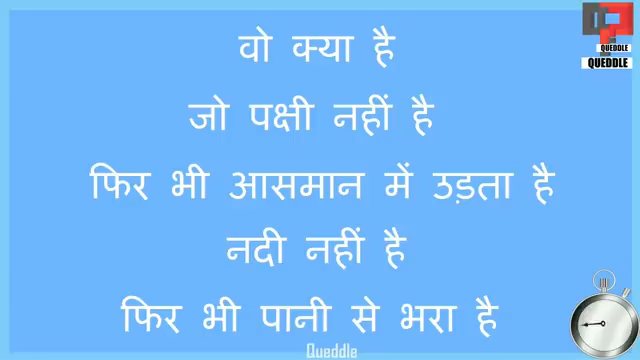 वो क्या है
QUEDDLE
QUEDDLE
जो पक्षी नहीं है
फिर भी आसमान में उड़ता है
नदी नहीं है
फिर भी पानी से भरा है
Queddle